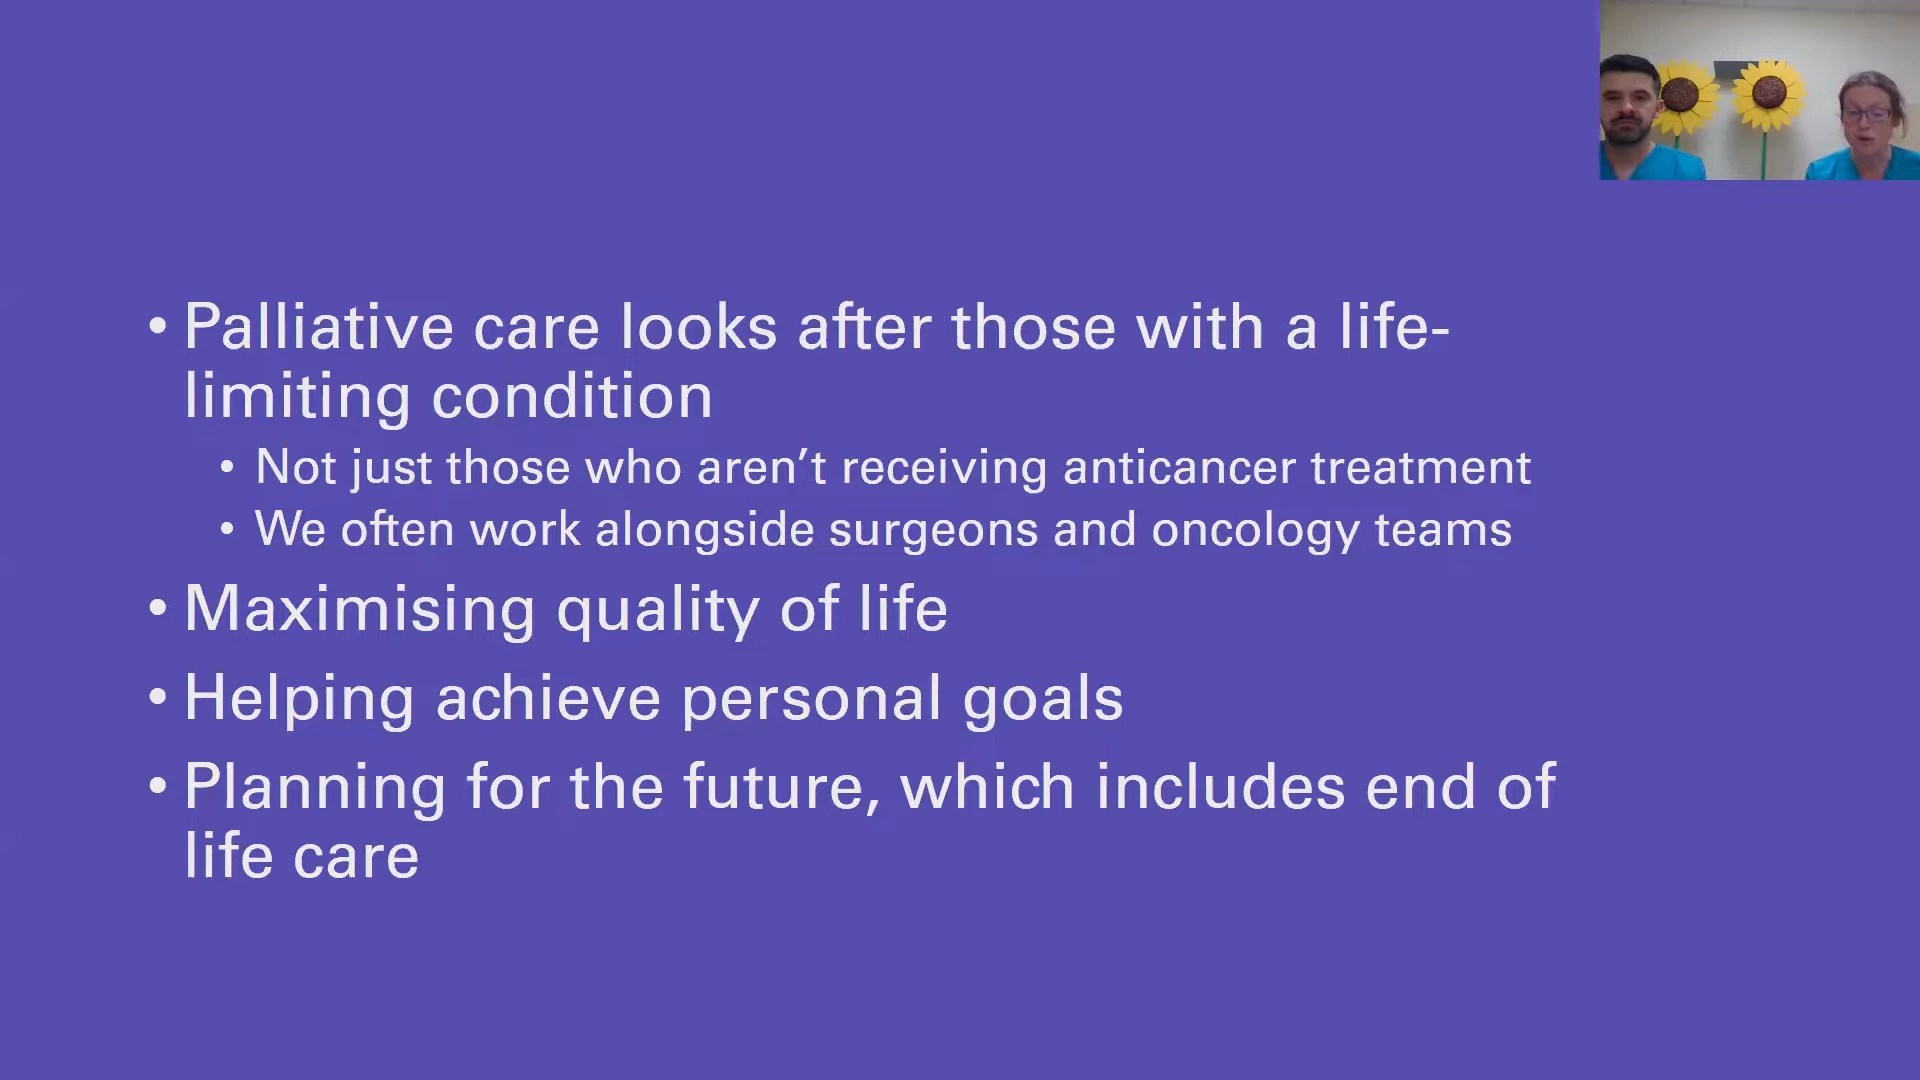 • Palliative care looks after those with a life-
limiting condition
• Not just those who aren’t receiving anticancer treatment
• We often work alongside surgeons and oncology teams
• Maximising quality of life
• Helping achieve personal goals
• Planning for the future, which includes end of
life care